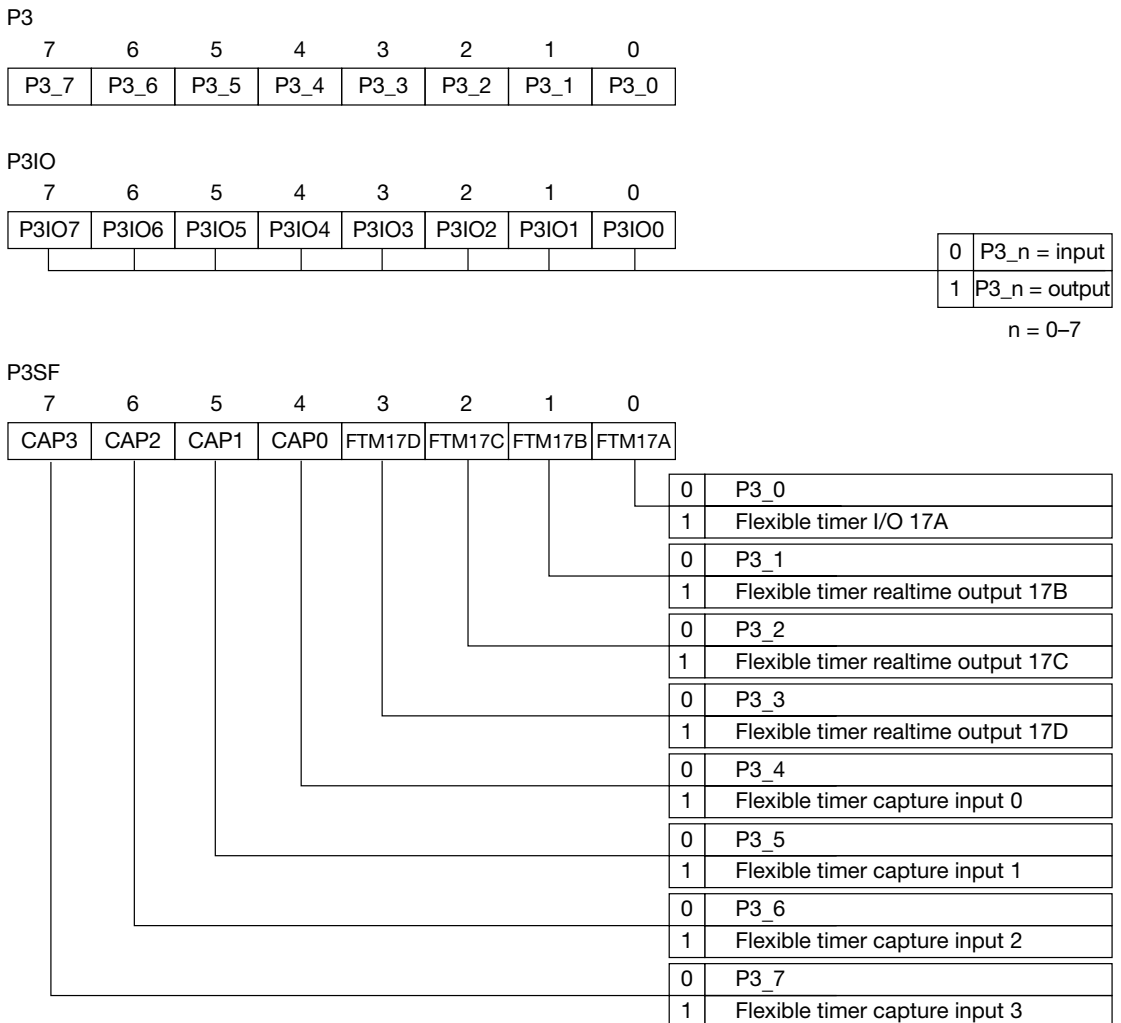 P3
7 6 5 4 3 2 1 0
P3_7 P3_6 P3_5 P3_4 P3_3 P3_2 P3_1 P3_0
P3IO
7 6 5 4 3 2 1 0
P3IO7 P3IO6 P3IO5 P3IO4 P3IO3 P3IO2 P3IO1 P3IO0
0 P3_n = input
1 P3_n = output
n = 0–7
P3SF
7 6 5 4 3 2 1 0
CAP3 CAP2 CAP1 CAP0 FTM17D FTM17C FTM17B FTM17A
0 P3_0
1 Flexible timer I/O 17A
0 P3_1
1 Flexible timer realtime output 17B
0 P3_2
1 Flexible timer realtime output 17C
0 P3_3
1 Flexible timer realtime output 17D
0 P3_4
1 Flexible timer capture input 0
0 P3_5
1 Flexible timer capture input 1
0 P3_6
1 Flexible timer capture input 2
0 P3_7
1 Flexible timer capture input 3